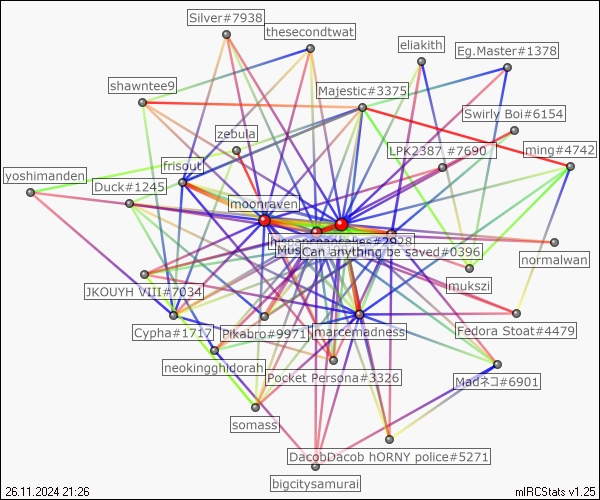 Silver#7938
thesecondtwat
eliakith
Eg.Master#1378
shawntee9
Majestic#3375
Swirly Boi#6154
zebula
LPK2387 #7690
ming#4742
frisout
yoshimanden
Duck#1245
moonraven
#2928
Can anything be saved#0396
normalwan
mukszi
JKOUYH VIII#7034
Cypha#1717
Pikabro#9971
marcemadness
Fedora Stoat#4479
neokingghidorah
Pocket Persona#3326
Madネコ#6901
somass
DacobDacob hORNY police#5271
bigcitysamurai
26.11.2024 21:26
mIRCStats v1.25